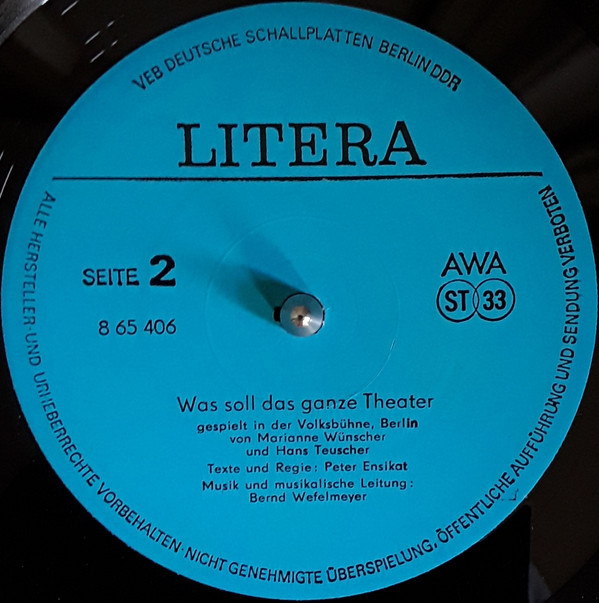 VEB DEUTSCHE SCHALLPLATTEN BERLIN DDR
LITERA
SEITE 2
8 65 406
AWA
ST 33
Was soll das ganze Theater
gespielt in der Volksbühne, Berlin
von Marianne Wünscher
und Hans Teuscher
Texte und Regie: Peter Ensikat
Musik und musikalische Leitung:
Bernd Wefelmeyer
ALLE HERSTELLER- UND URHEBERRECHTE VORBEHALTEN · NICHT GENEHMIGTE ÜBERSPIELUNG, ÖFFENTLICHE AUFFÜHRUNG UND SENDUNG VERBOTEN